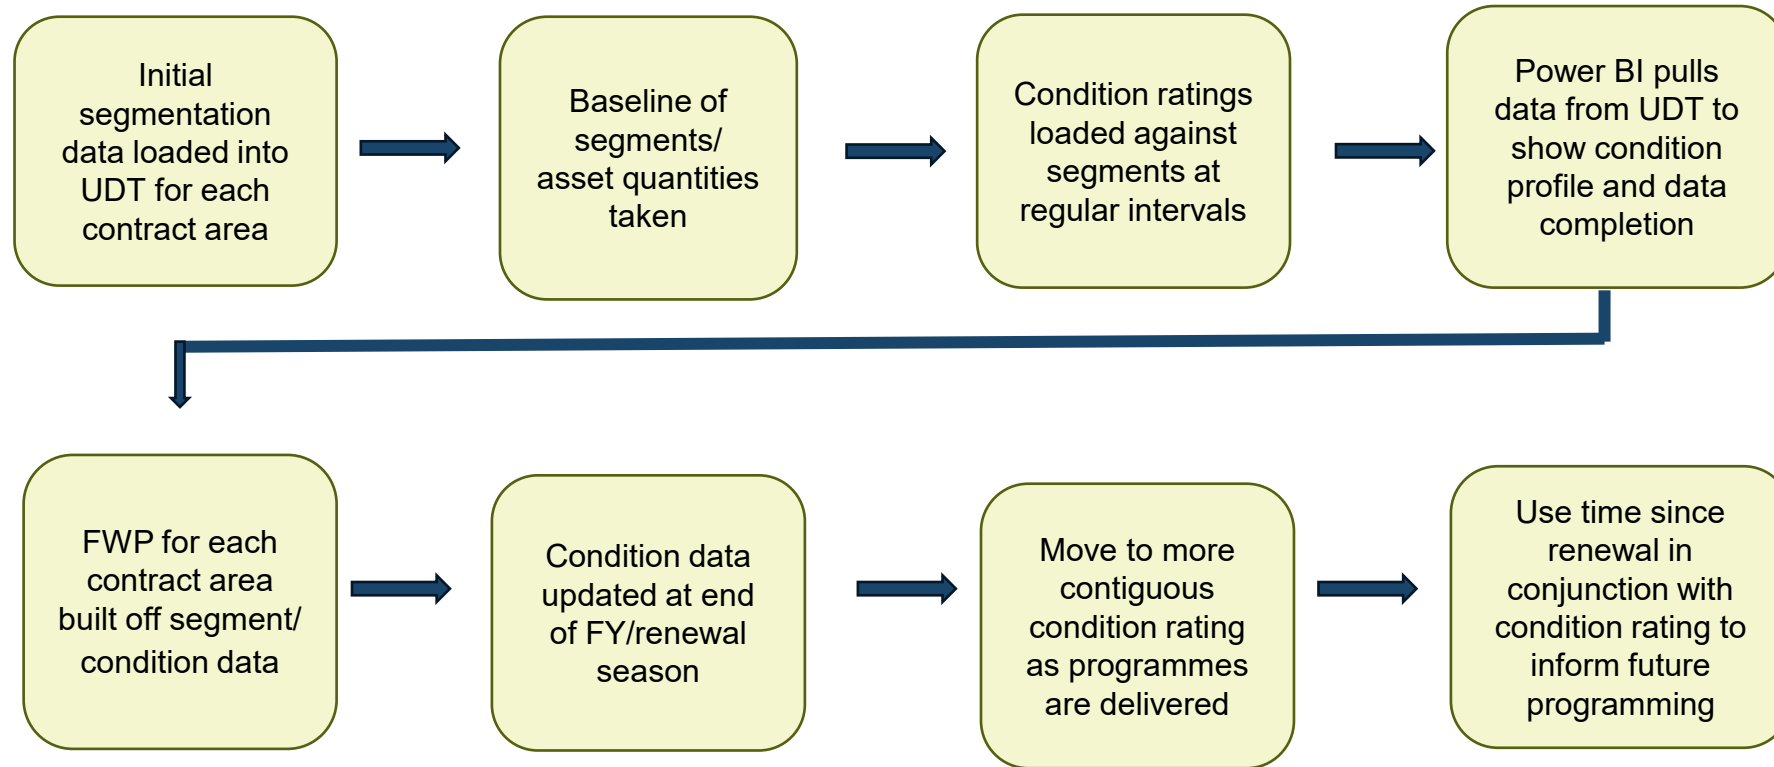 Initial
segmentation
data loaded into
UDT for each
contract area
Baseline of
segments/
asset quantities
taken
Condition ratings
loaded against
segments at
regular intervals
Power BI pulls
data from UDT to
show condition
profile and data
completion
FWP for each
contract area
built off segment/
condition data
Condition data
updated at end
of FY/renewal
season
Move to more
contiguous
condition rating
as programmes
are delivered
Use time since
renewal in
conjunction with
condition rating to
inform future
programming